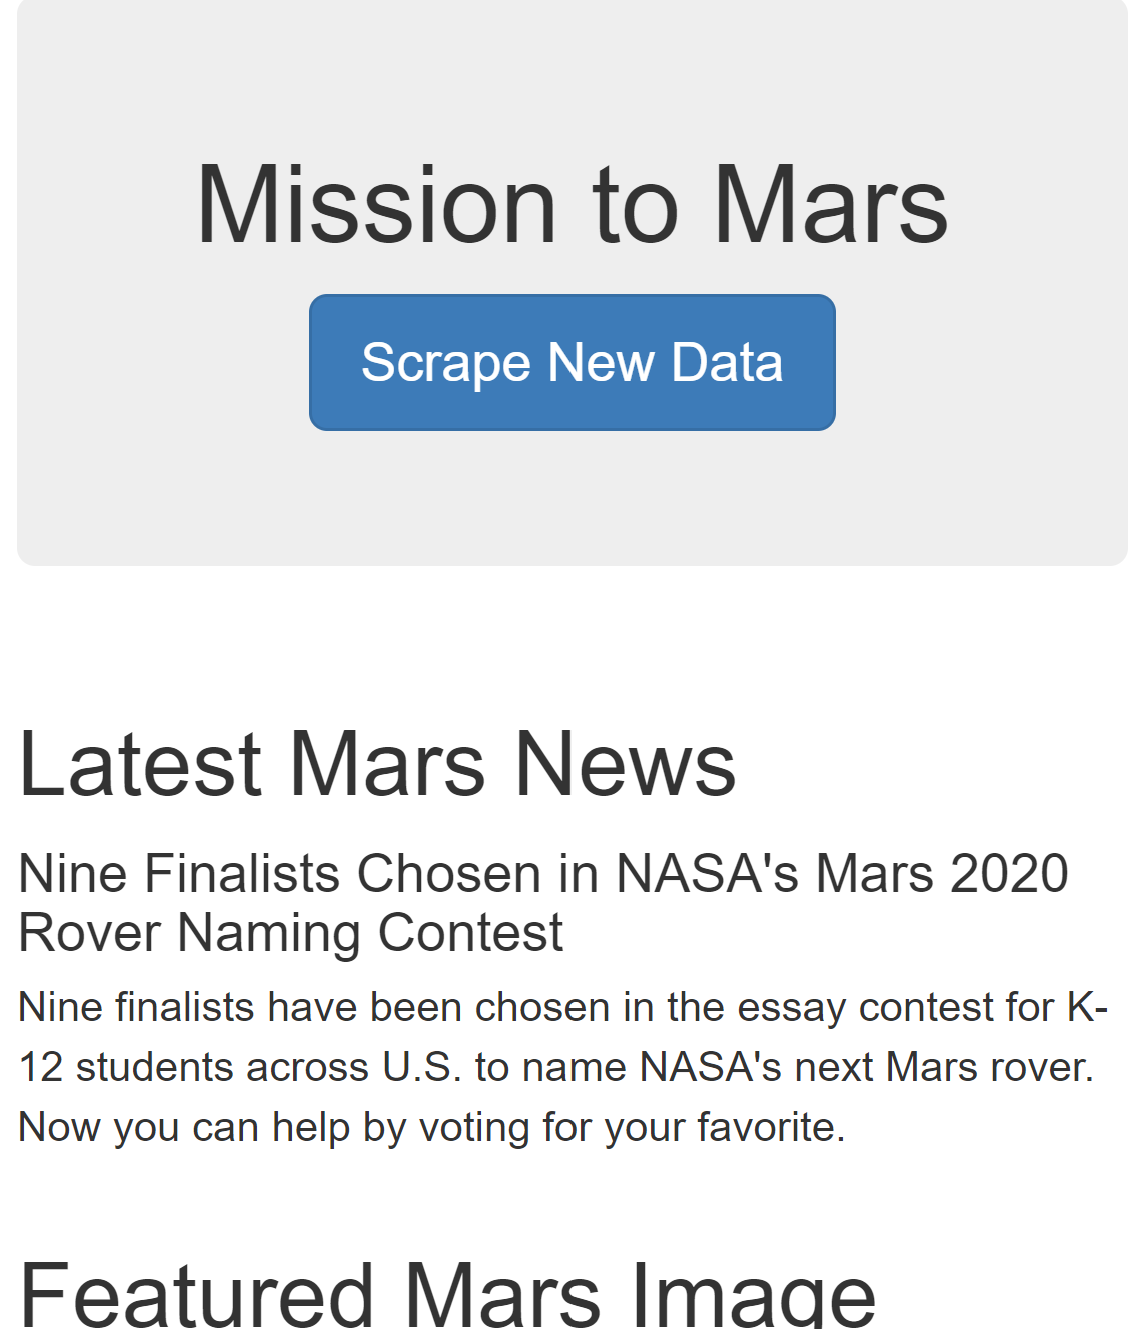 Mission to Mars
Scrape New Data
Latest Mars News
Nine Finalists Chosen in NASA's Mars 2020
Rover Naming Contest
Nine finalists have been chosen in the essay contest for K-
12 students across U.S. to name NASA's next Mars rover.
Now you can help by voting for your favorite.
Featured Mars Image